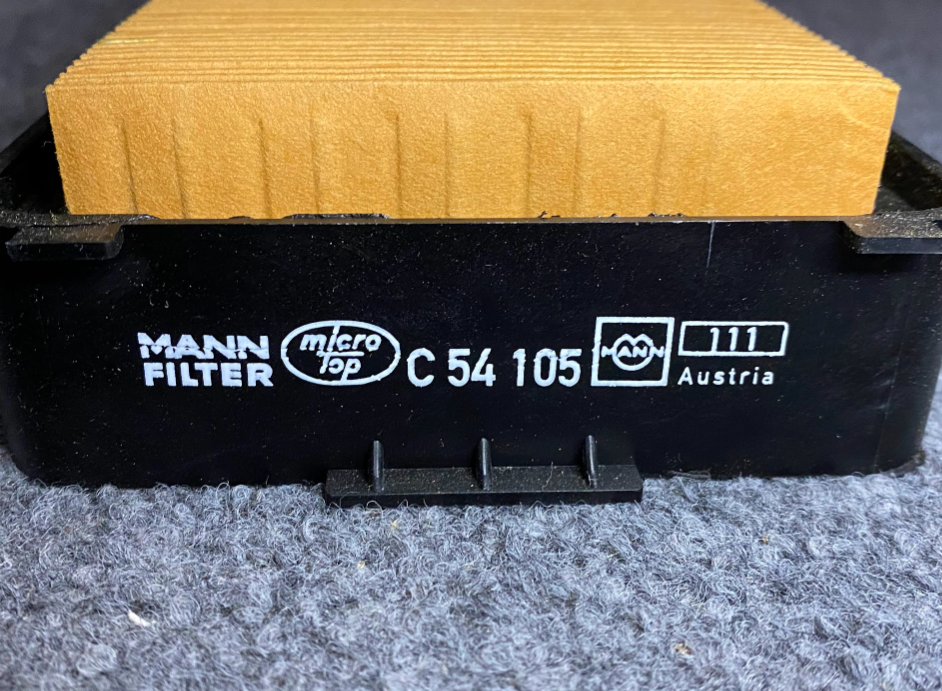 MANN
FILTER
micro
Top
C 54 105
MANN
111
Austria